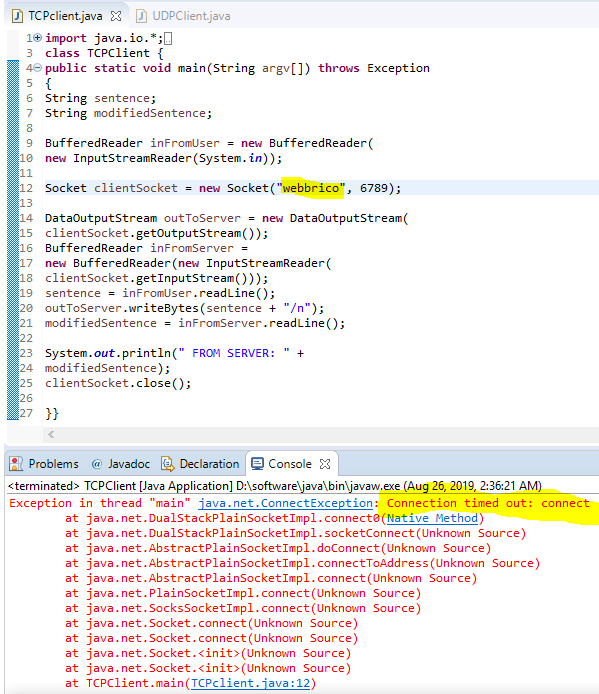 TCPclient.java UDPClient.java
1 import java.io.*;
3 class TCPClient {
4 public static void main(String argv[]) throws Exception
5 {
6 String sentence;
7 String modifiedSentence;
8
9 BufferedReader inFromUser = new BufferedReader(
10 new InputStreamReader(System.in));
11
12 Socket clientSocket = new Socket("webbrico", 6789);
13
14 DataOutputStream outToServer = new DataOutputStream(
15 clientSocket.getOutputStream());
16 BufferedReader inFromServer =
17 new BufferedReader(new InputStreamReader(
18 clientSocket.getInputStream()));
19 sentence = inFromUser.readLine();
20 outToServer.writeBytes(sentence + "/n");
21 modifiedSentence = inFromServer.readLine();
22
23 System.out.println(" FROM SERVER: " +
24 modifiedSentence);
25 clientSocket.close();
26
27 }}
Problems @ Javadoc Declaration Console
<terminated> TCPClient [Java Application] D:\software\java\bin\javaw.exe (Aug 26, 2019, 2:36:21 AM)
Exception in thread "main" java.net.ConnectException: Connection timed out: connect
at java.net.DualStackPlainSocketImpl.connect0(Native Method)
at java.net.DualStackPlainSocketImpl.socketConnect(Unknown Source)
at java.net.AbstractPlainSocketImpl.doConnect(Unknown Source)
at java.net.AbstractPlainSocketImpl.connectToAddress(Unknown Source)
at java.net.AbstractPlainSocketImpl.connect(Unknown Source)
at java.net.PlainSocketImpl.connect(Unknown Source)
at java.net.SocksSocketImpl.connect(Unknown Source)
at java.net.Socket.connect(Unknown Source)
at java.net.Socket.connect(Unknown Source)
at java.net.Socket.<init>(Unknown Source)
at java.net.Socket.<init>(Unknown Source)
at TCPClient.main(TCPclient.java:12)